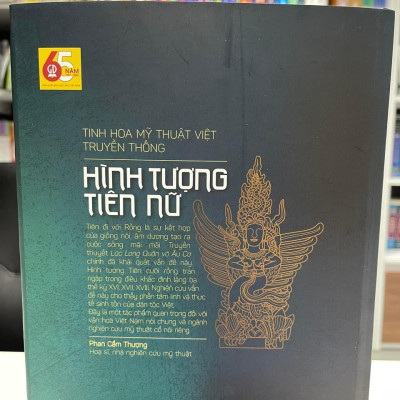 65 NĂM
TINH HOA MỸ THUẬT VIỆT
TRUYỀN THỐNG
HÌNH TƯỢNG
TIÊN NỮ
Tiên đi với Rồng là sự kết hợp
của giống nòi, âm dương tạo ra
cuộc sống mãi mãi. Truyền
thuyết Lạc Long Quân và Âu Cơ
chính đã khái quát vấn đề này.
Hình tượng Tiên cưỡi rồng tràn
ngập trong điêu khắc đình làng ba
thế kỷ XVI, XVII, XVIII. Nghiên cứu vấn
đề này cho thấy phần tâm linh và thực
tế sinh tồn của dân tộc Việt.
Đây là một tác phẩm quan trọng đối với
văn hóa Việt Nam nói chung và ngành
nghiên cứu mỹ thuật cổ nói riêng.
Phan Cẩm Thượng
Họa sĩ, nhà nghiên cứu mỹ thuật